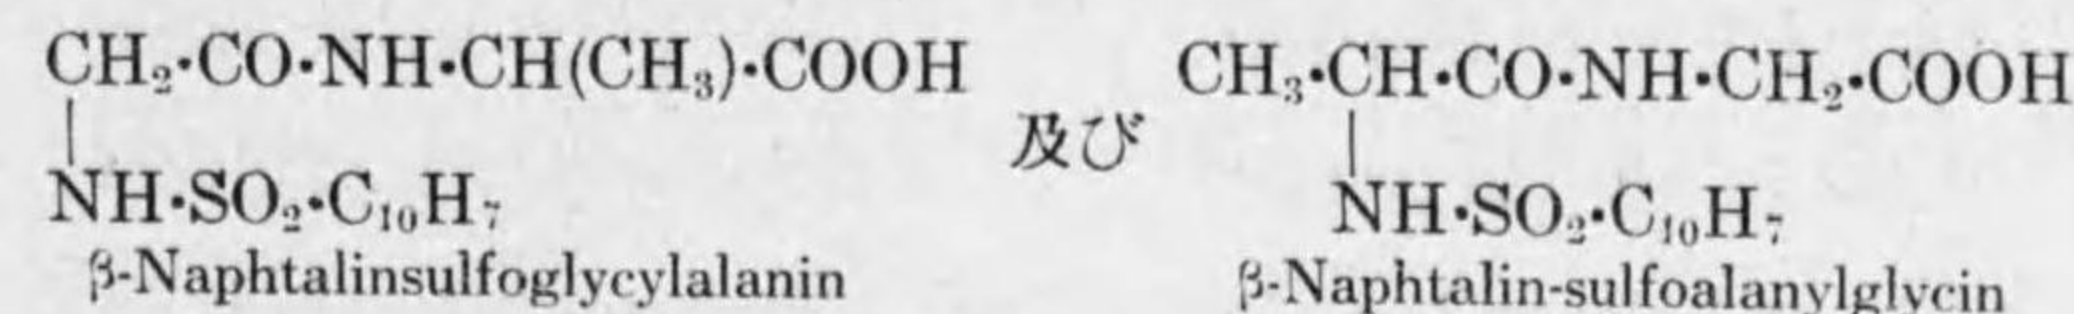 CH₂·CO·NH·CH(CH₃)·COOH 及び CH₃·CH·CO·NH·CH₂·COOH
NH·SO₂·C₁₀H₇ NH·SO₂·C₁₀H₇
β-Naphtalinsulfoglycylalanin β-Naphtalin-sulfoalanylglycin